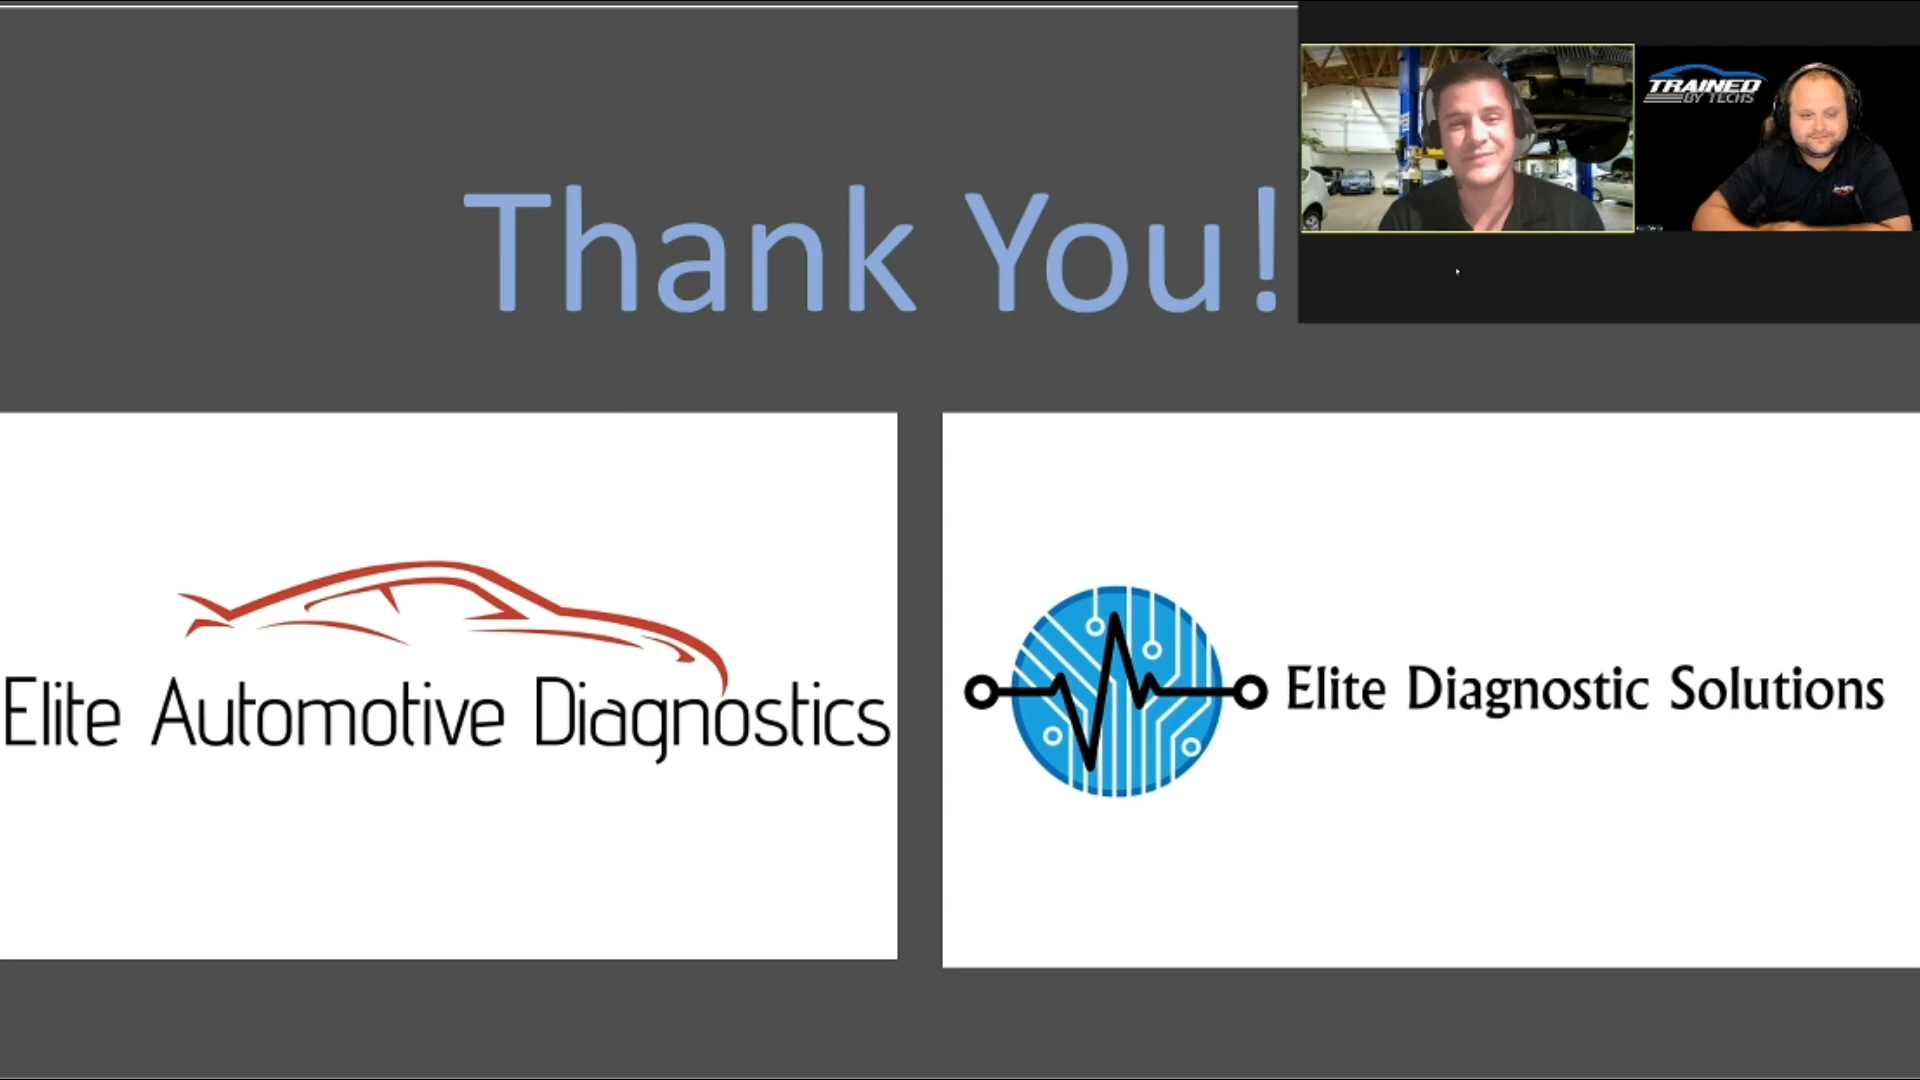 Thank You!
TRAINED
BY TECHS
Elite Automotive Diagnostics
Elite Diagnostic Solutions